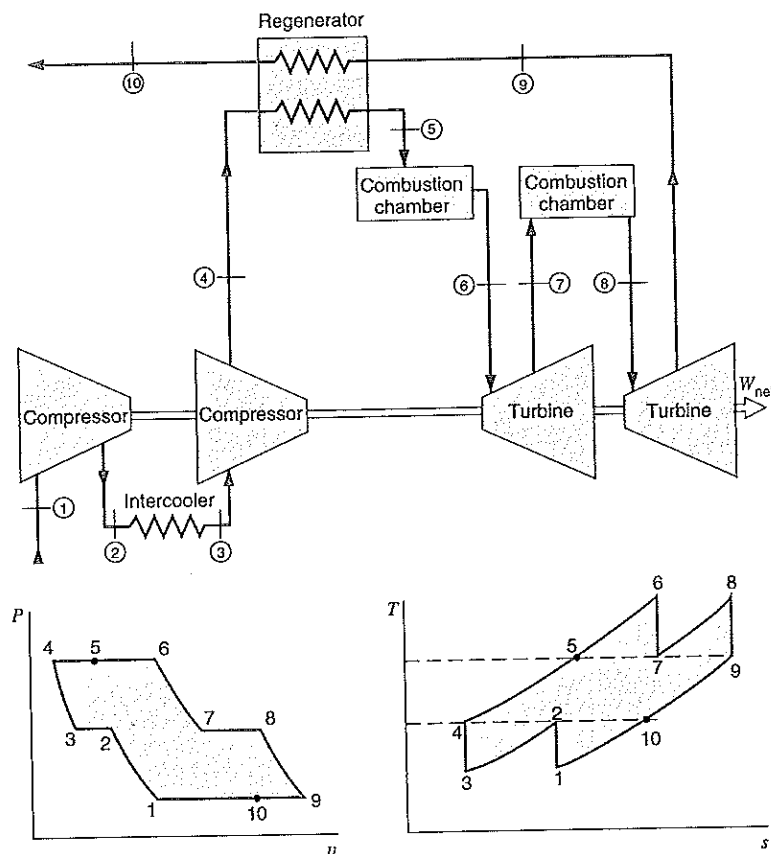 Regenerator
10
9
5
Combustion
chamber
Combustion
chamber
4
6
7
8
Compressor
Compressor
Turbine
Turbine
W_ne
1
Intercooler
2
3
P
4
5
6
3
2
7
8
1
10
9
v
T
6
8
5
7
9
4
2
10
3
1
s